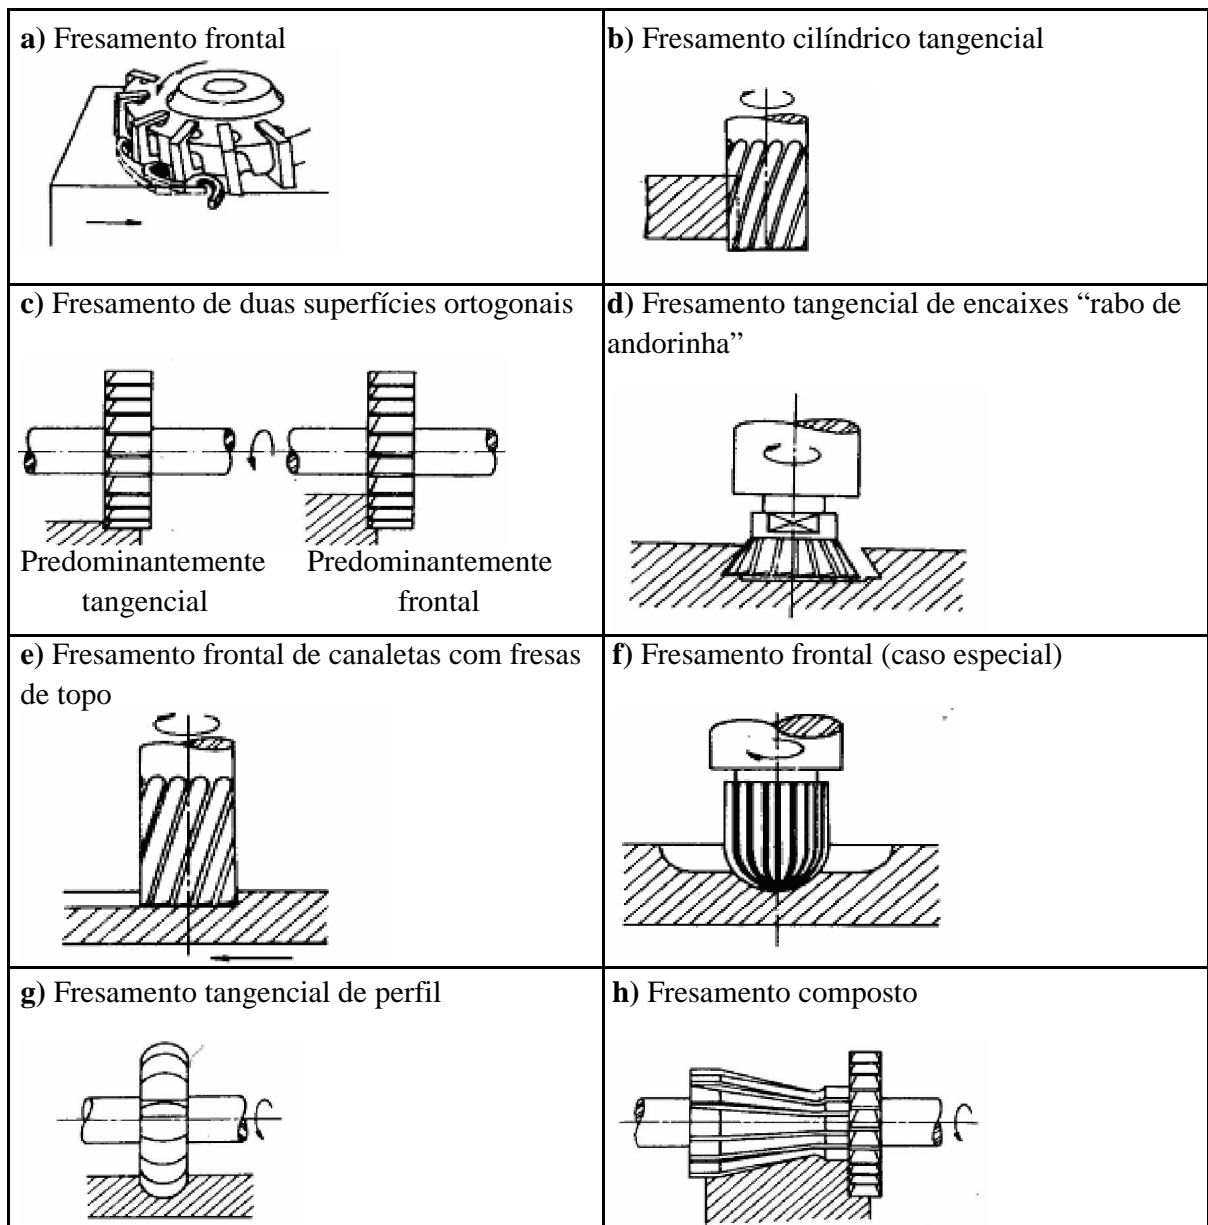 a) Fresamento frontal
b) Fresamento cilíndrico tangencial
c) Fresamento de duas superfícies ortogonais
Predominantemente
tangencial
Predominantemente
frontal
d) Fresamento tangencial de encaixes “rabo de
andorinha”
e) Fresamento frontal de canaletas com fresas
de topo
f) Fresamento frontal (caso especial)
g) Fresamento tangencial de perfil
h) Fresamento composto